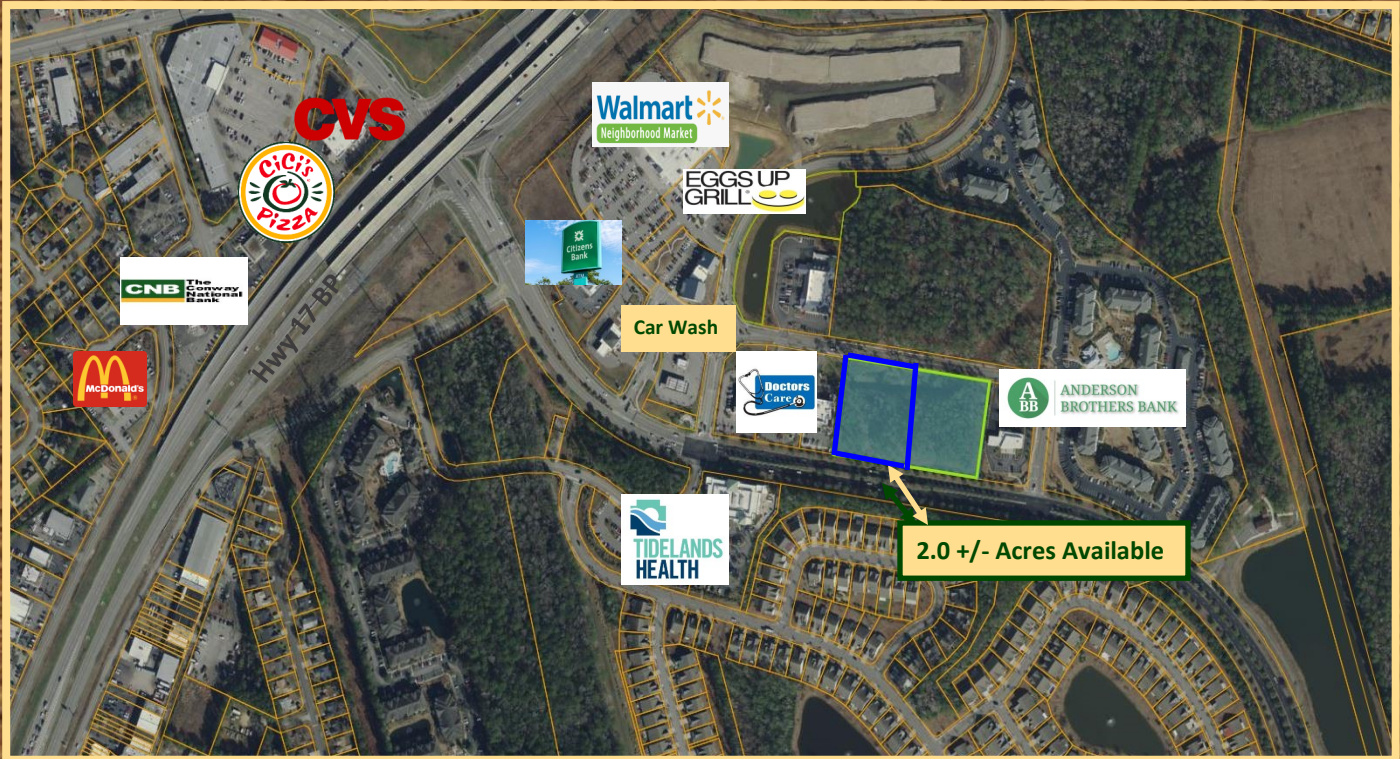 CVS
Walmart
Neighborhood Market
CiCi's
Pizza
EGGS UP
GRILL
Citizens
Bank
CNB
The
Conway
National
Bank
Hwy 17-BP
Car Wash
McDonald's
Doctors
Care
A
BB
ANDERSON
BROTHERS BANK
TIDELANDS
HEALTH
2.0 +/- Acres Available